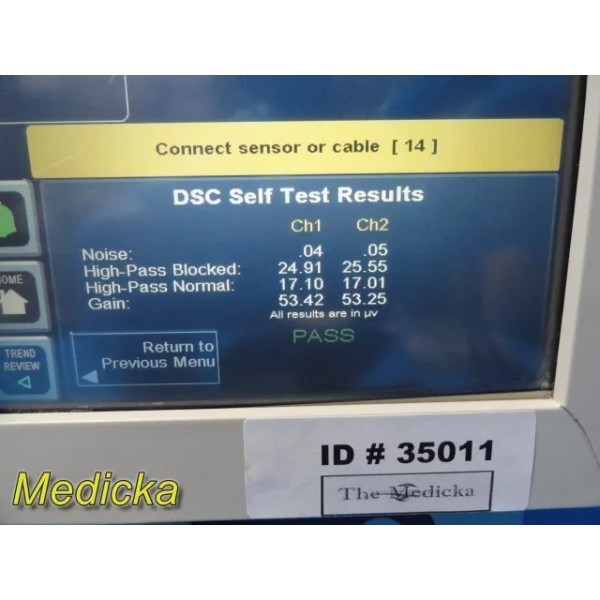 Connect sensor or cable [ 14 ]
DSC Self Test Results
Ch1 Ch2
Noise: .04 .05
High-Pass Blocked: 24.91 25.55
High-Pass Normal: 17.10 17.01
Gain: 53.42 53.25
All results are in µv
PASS
Return to
Previous Menu
HOME
TREND
REVIEW
ID # 35011
The Medicka
Medicka